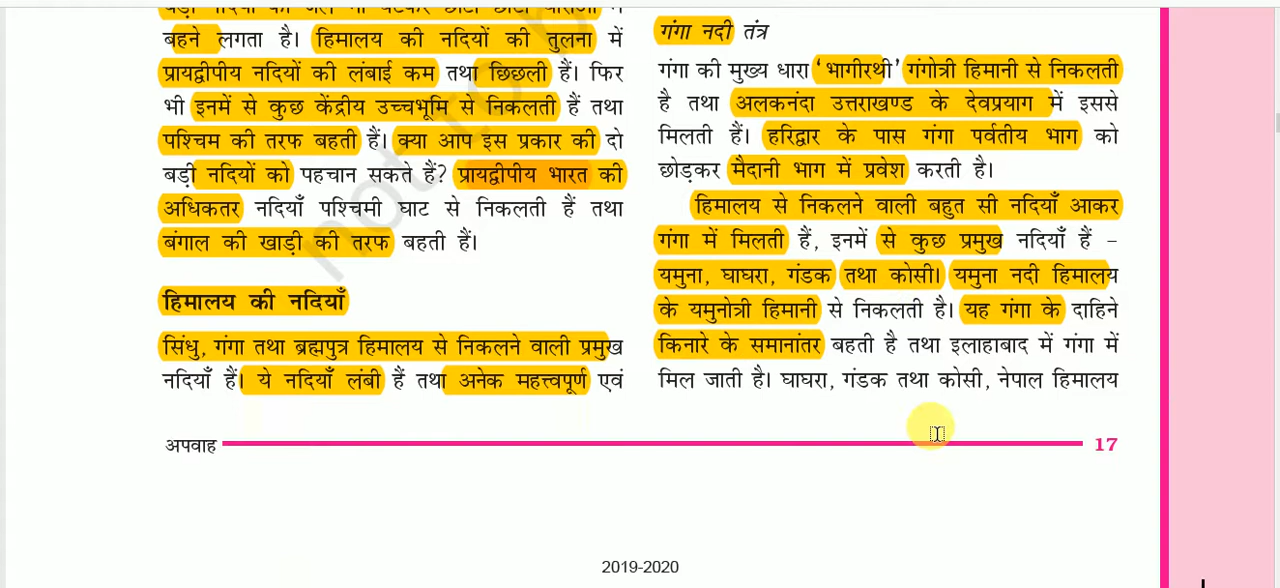 बहने लगता है। हिमालय की नदियों की तुलना में
प्रायद्वीपीय नदियों की लंबाई कम तथा छिछली हैं। फिर
भी इनमें से कुछ केंद्रीय उच्चभूमि से निकलती हैं तथा
पश्चिम की तरफ बहती हैं। क्या आप इस प्रकार की दो
बड़ी नदियों को पहचान सकते हैं? प्रायद्वीपीय भारत की
अधिकतर नदियाँ पश्चिमी घाट से निकलती हैं तथा
बंगाल की खाड़ी की तरफ बहती हैं।
हिमालय की नदियाँ
सिंधु, गंगा तथा ब्रह्मपुत्र हिमालय से निकलने वाली प्रमुख
नदियाँ हैं। ये नदियाँ लंबी हैं तथा अनेक महत्त्वपूर्ण एवं
गंगा नदी तंत्र
गंगा की मुख्य धारा ‘भागीरथी’ गंगोत्री हिमानी से निकलती
है तथा अलकनंदा उत्तराखण्ड के देवप्रयाग में इससे
मिलती हैं। हरिद्वार के पास गंगा पर्वतीय भाग को
छोड़कर मैदानी भाग में प्रवेश करती है।
हिमालय से निकलने वाली बहुत सी नदियाँ आकर
गंगा में मिलती हैं, इनमें से कुछ प्रमुख नदियाँ हैं –
यमुना, घाघरा, गंडक तथा कोसी। यमुना नदी हिमालय
के यमुनोत्री हिमानी से निकलती है। यह गंगा के दाहिने
किनारे के समानांतर बहती है तथा इलाहाबाद में गंगा में
मिल जाती है। घाघरा, गंडक तथा कोसी, नेपाल हिमालय
अपवाह 17
2019-2020